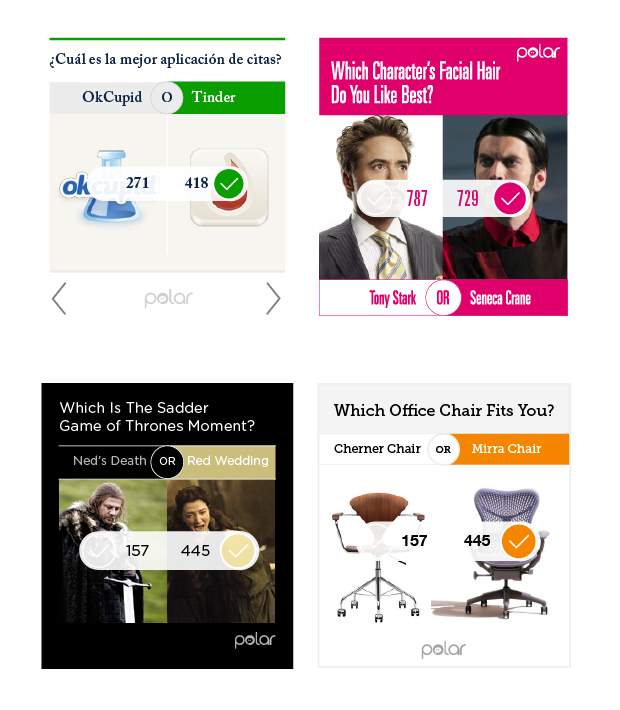 ¿Cuál es la mejor aplicación de citas?
OkCupid O Tinder
okcupid
271 418
polar
polar
Which Character's Facial Hair
Do You Like Best?
787 729
Tony Stark OR Seneca Crane
Which Is The Sadder
Game of Thrones Moment?
Ned's Death OR Red Wedding
157 445
polar
Which Office Chair Fits You?
Cherner Chair OR Mirra Chair
157 445
polar